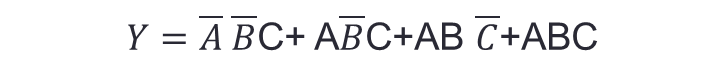 Y = A̅ B̅C+ AB̅C+AB C̅+ABC